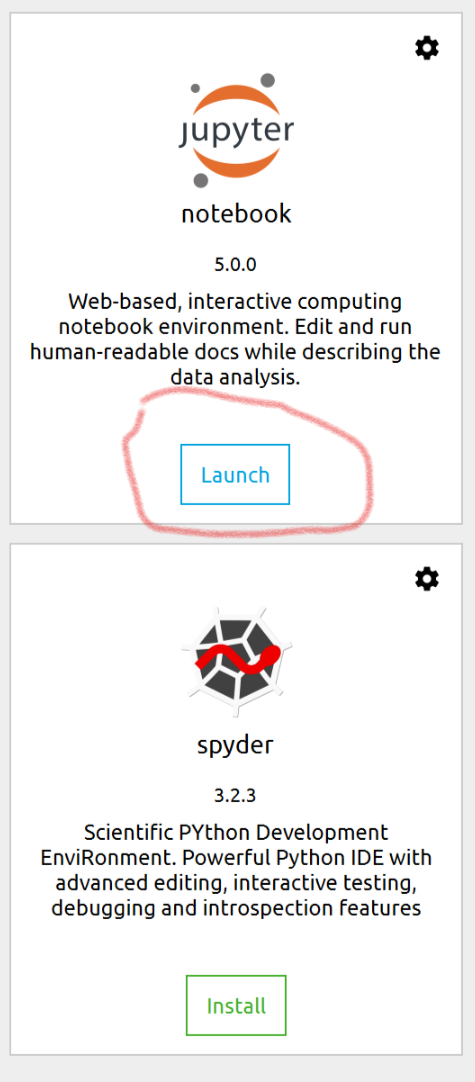 jupyter
notebook
5.0.0
Web-based, interactive computing
notebook environment. Edit and run
human-readable docs while describing the
data analysis.
Launch
spyder
3.2.3
Scientific PYthon Development
EnviRonment. Powerful Python IDE with
advanced editing, interactive testing,
debugging and introspection features
Install